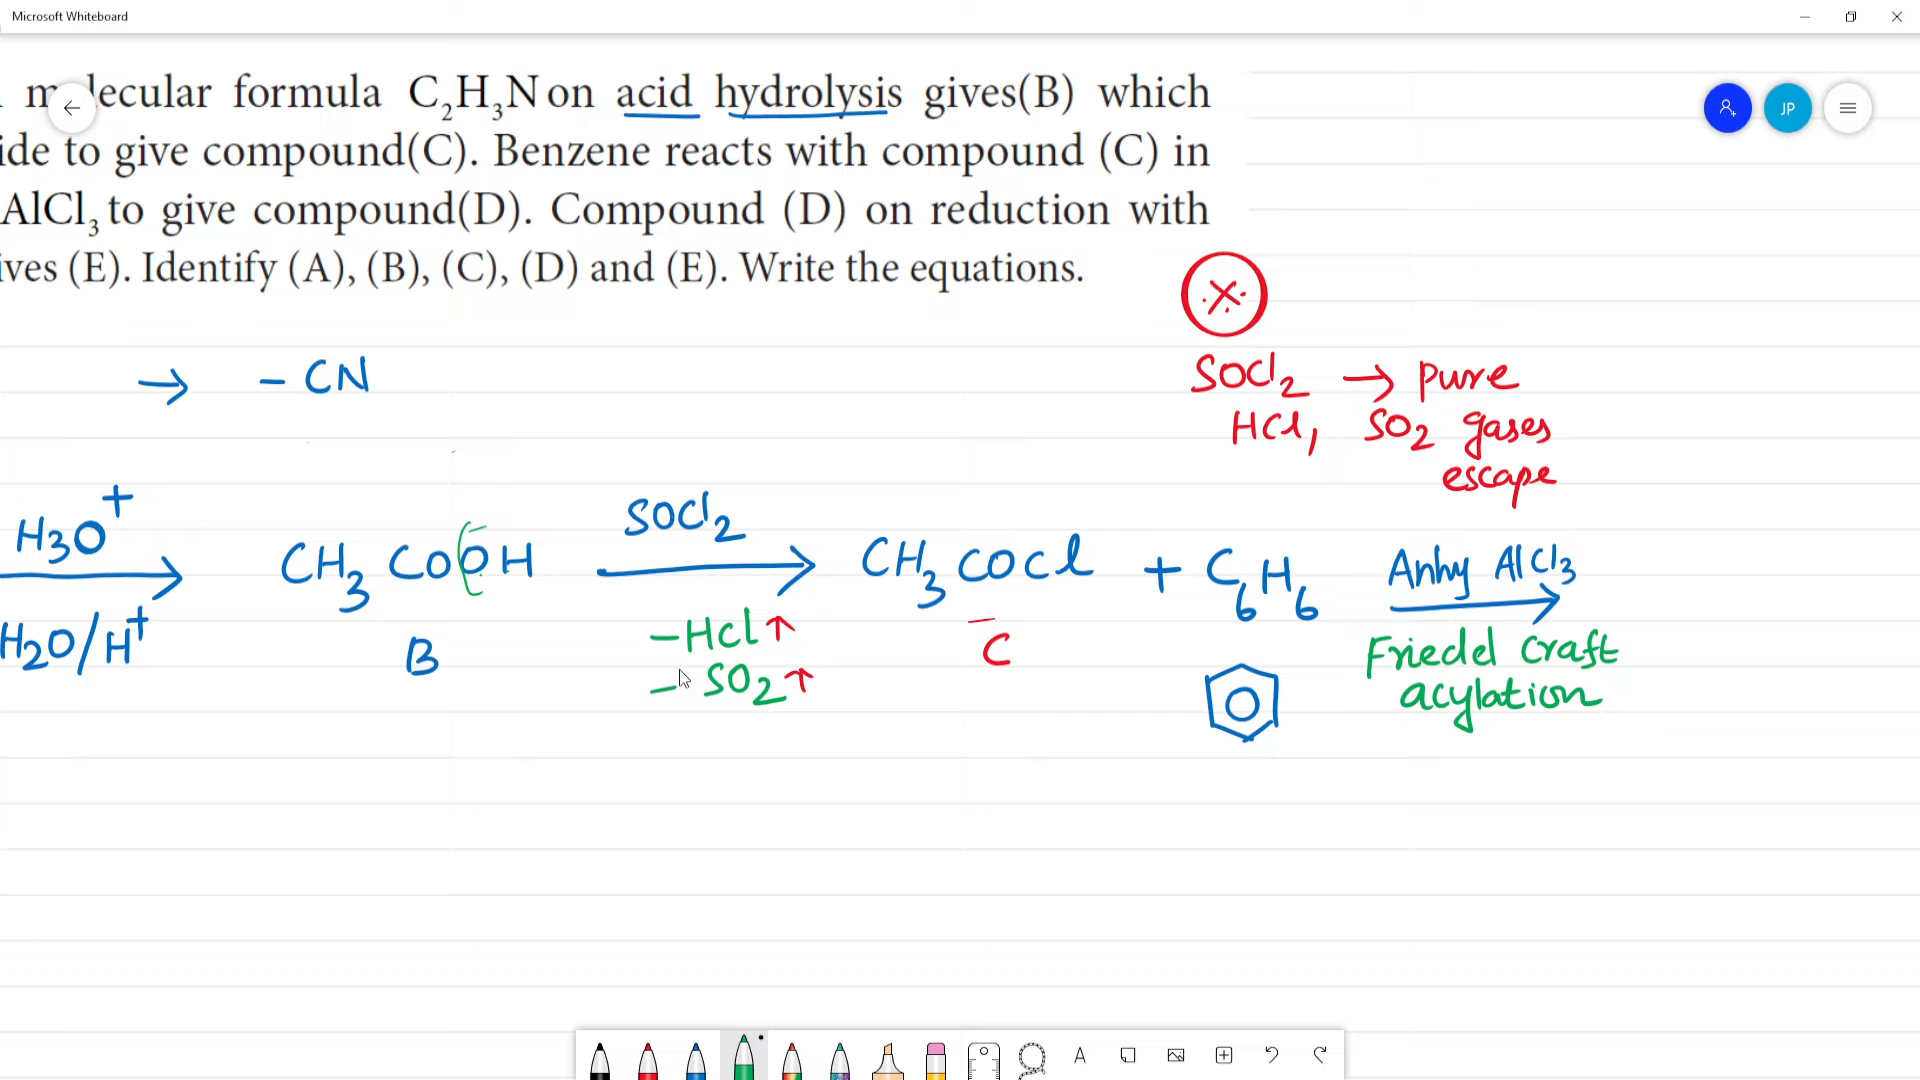 Microsoft Whiteboard
molecular formula C₂H₃N on acid hydrolysis gives(B) which
ide to give compound(C). Benzene reacts with compound (C) in
AlCl₃ to give compound(D). Compound (D) on reduction with
ives (E). Identify (A), (B), (C), (D) and (E). Write the equations.
JP
→ - CN
SOCl₂ → pure
HCl, SO₂ gases
escape
H3O⁺
H₂O/H⁺
CH₃ COOH
B
SOCl₂
-HCl↑
-SO₂↑
CH₃COCl + C₆H₆
C
Anhy AlCl₃
Friedel Craft
acylation
A